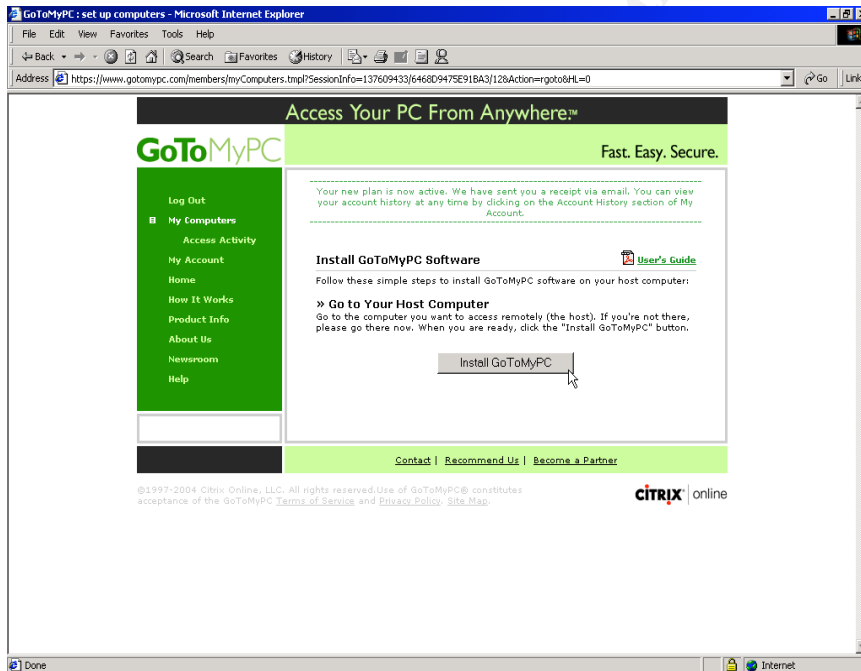 GoToMyPC : set up computers - Microsoft Internet Explorer
File Edit View Favorites Tools Help
Back Search Favorites History
Address https://www.gotomypc.com/members/myComputers.tmpl?SessionInfo=137609433/6468D9475E91BA3/12&Action=rgoto&HL=0 Go Link
Access Your PC From Anywhere.™
GoToMyPC
Fast. Easy. Secure.
Log Out
My Computers
Access Activity
My Account
Home
How It Works
Product Info
About Us
Newsroom
Help
Your new plan is now active. We have sent you a receipt via email. You can view
your account history at any time by clicking on the Account History section of My
Account.
Install GoToMyPC Software
User's Guide
Follow these simple steps to install GoToMyPC software on your host computer:
» Go to Your Host Computer
Go to the computer you want to access remotely (the host). If you're not there,
please go there now. When you are ready, click the "Install GoToMyPC" button.
Install GoToMyPC
Contact | Recommend Us | Become a Partner
©1997-2004 Citrix Online, LLC. All rights reserved.Use of GoToMyPC® constitutes
acceptance of the GoToMyPC Terms of Service and Privacy Policy. Site Map.
CITRIX® online
Done Internet